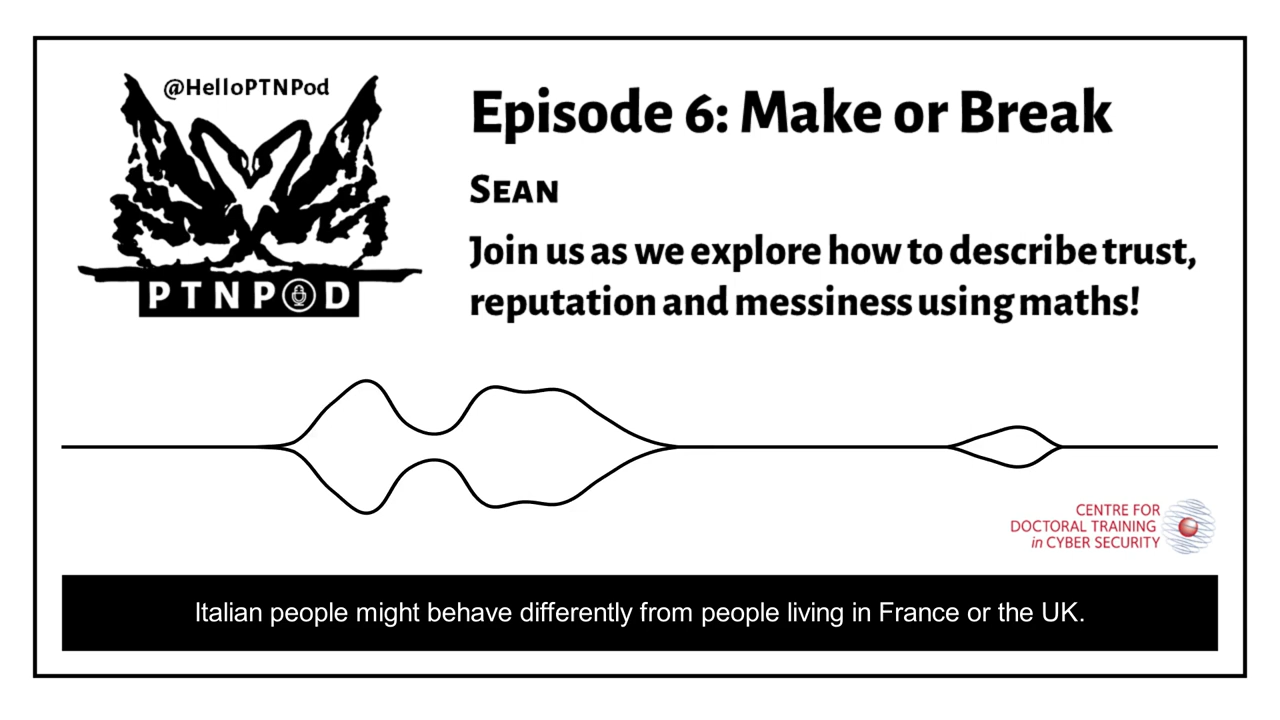 @HelloPTNPod
PTNPOD
Episode 6: Make or Break
SEAN
Join us as we explore how to describe trust,
reputation and messiness using maths!
CENTRE FOR
DOCTORAL TRAINING
in CYBER SECURITY
Italian people might behave differently from people living in France or the UK.